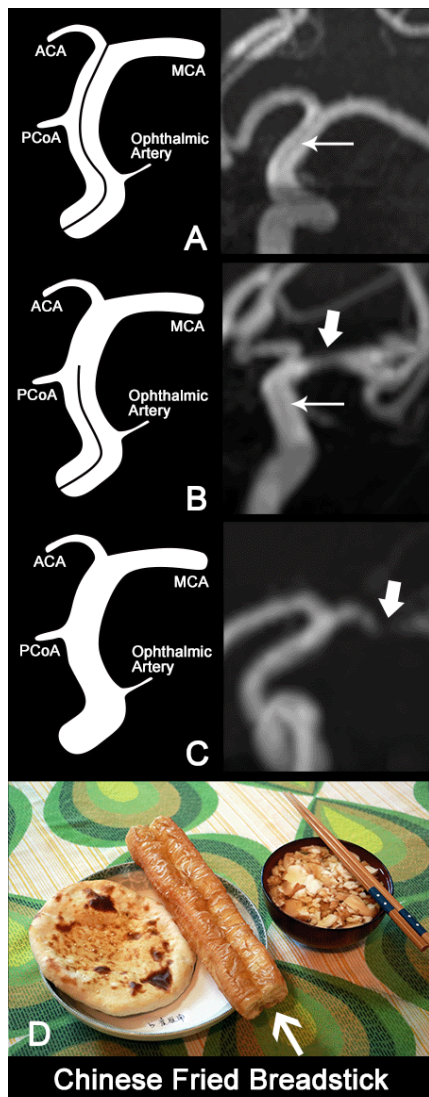 ACA
MCA
PCoA
Ophthalmic
Artery
A
ACA
MCA
PCoA
Ophthalmic
Artery
B
ACA
MCA
PCoA
Ophthalmic
Artery
C
D
Chinese Fried Breadstick